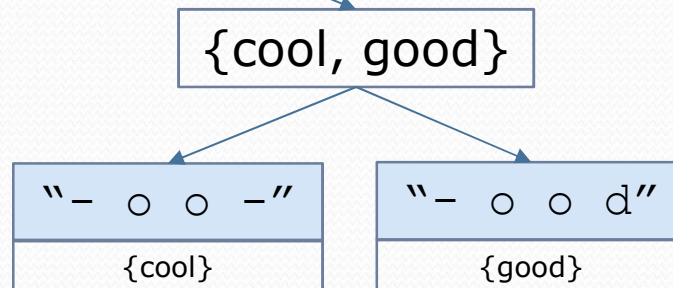 {cool, good}
“- o o -”
“- o o d”
{cool}
{good}